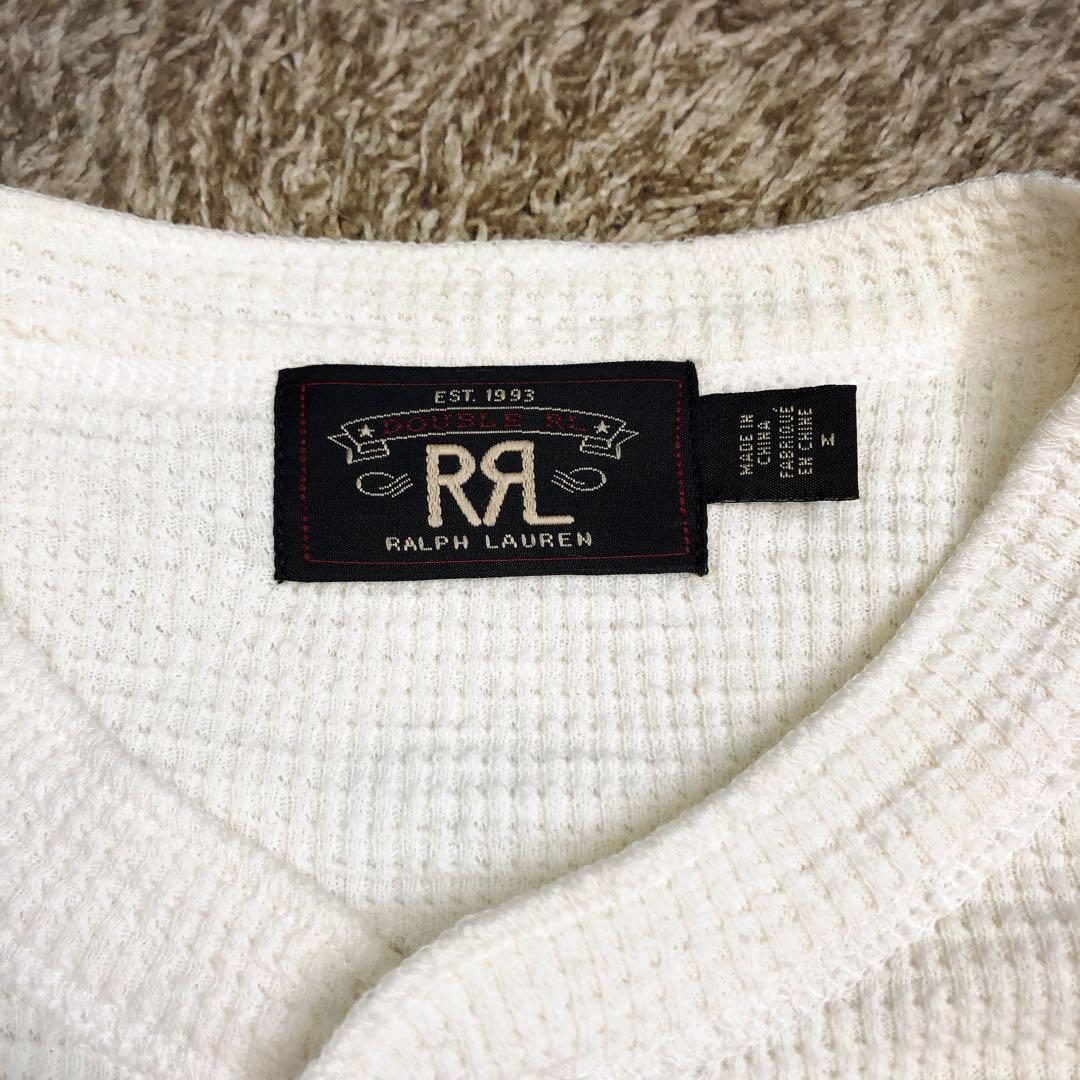 EST. 1993
DOUBLE RL
RRL
RALPH LAUREN
MADE IN
CHINA
FABRIQUÉ
EN CHINE
M